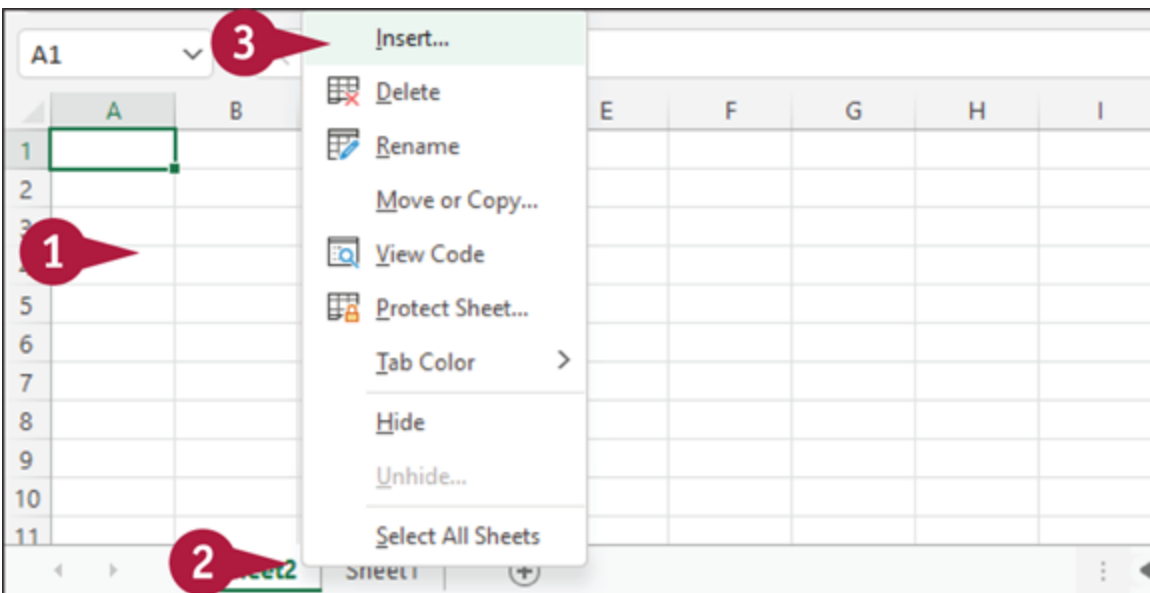 A1
3
Insert...
Delete
A B E F G H I
1
Rename
2
Move or Copy...
3
1
View Code
5
Protect Sheet...
6
Tab Color
7
8
Hide
9
Unhide...
10
11
Select All Sheets
2
Sheet1